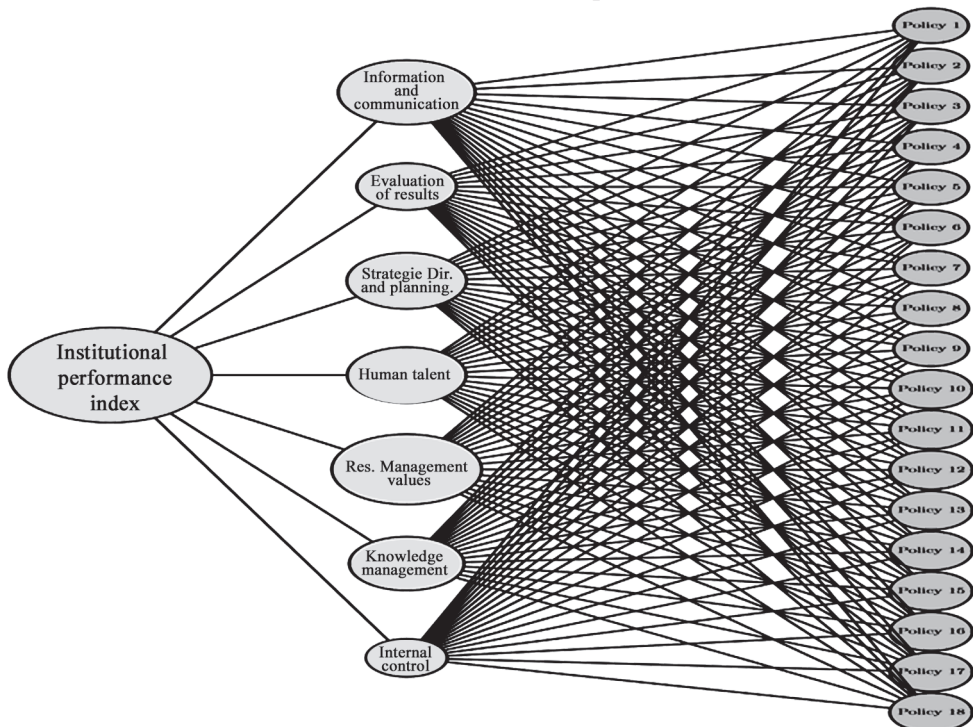 Institutional
performance
index
Information
and
communication
Evaluation
of results
Strategie Dir.
and planning.
Human talent
Res. Management
values
Knowledge
management
Internal
control
Policy 1
Policy 2
Policy 3
Policy 4
Policy 5
Policy 6
Policy 7
Policy 8
Policy 9
Policy 10
Policy 11
Policy 12
Policy 13
Policy 14
Policy 15
Policy 16
Policy 17
Policy 18